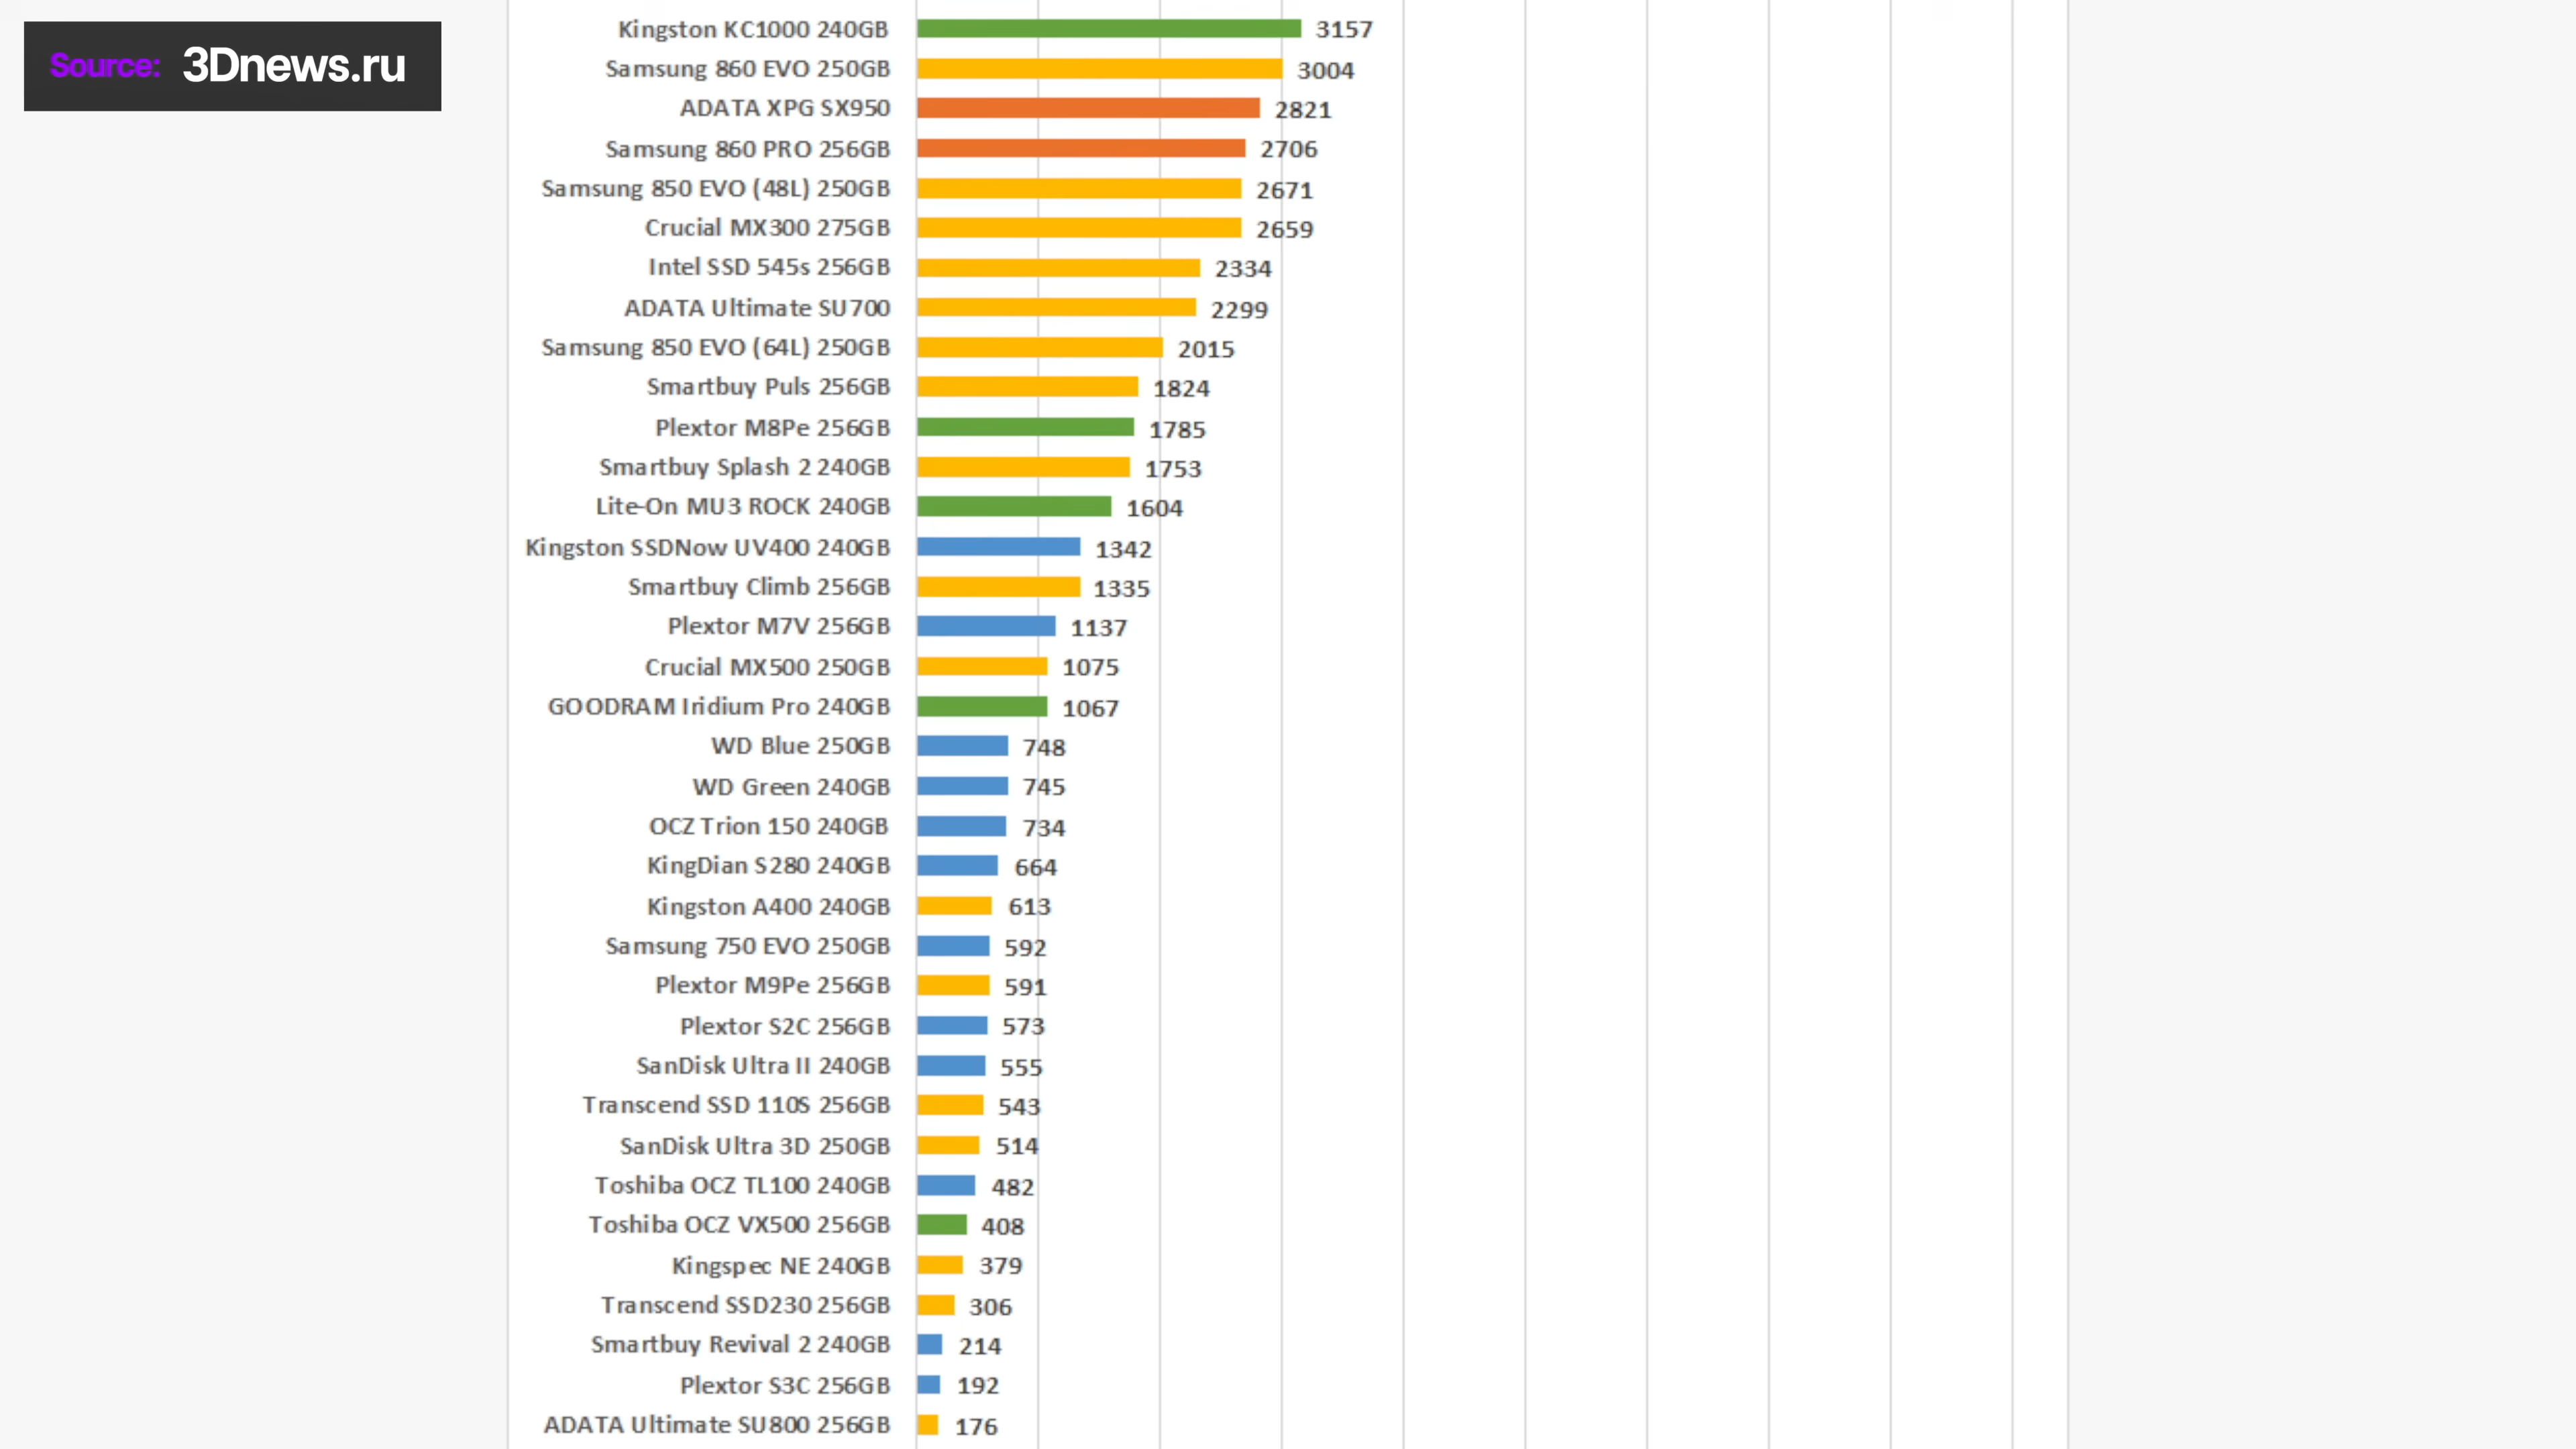 Source: 3Dnews.ru
Kingston KC1000 240GB 3157
Samsung 860 EVO 250GB 3004
ADATA XPG SX950 2821
Samsung 860 PRO 256GB 2706
Samsung 850 EVO (48L) 250GB 2671
Crucial MX300 275GB 2659
Intel SSD 545s 256GB 2334
ADATA Ultimate SU700 2299
Samsung 850 EVO (64L) 250GB 2015
Smartbuy Puls 256GB 1824
Plextor M8Pe 256GB 1785
Smartbuy Splash 2 240GB 1753
Lite-On MU3 ROCK 240GB 1604
Kingston SSDNow UV400 240GB 1342
Smartbuy Climb 256GB 1335
Plextor M7V 256GB 1137
Crucial MX500 250GB 1075
GOODRAM Iridium Pro 240GB 1067
WD Blue 250GB 748
WD Green 240GB 745
OCZ Trion 150 240GB 734
KingDian S280 240GB 664
Kingston A400 240GB 613
Samsung 750 EVO 250GB 592
Plextor M9Pe 256GB 591
Plextor S2C 256GB 573
SanDisk Ultra II 240GB 555
Transcend SSD 110S 256GB 543
SanDisk Ultra 3D 250GB 514
Toshiba OCZ TL100 240GB 482
Toshiba OCZ VX500 256GB 408
Kingspec NE 240GB 379
Transcend SSD230 256GB 306
Smartbuy Revival 2 240GB 214
Plextor S3C 256GB 192
ADATA Ultimate SU800 256GB 176